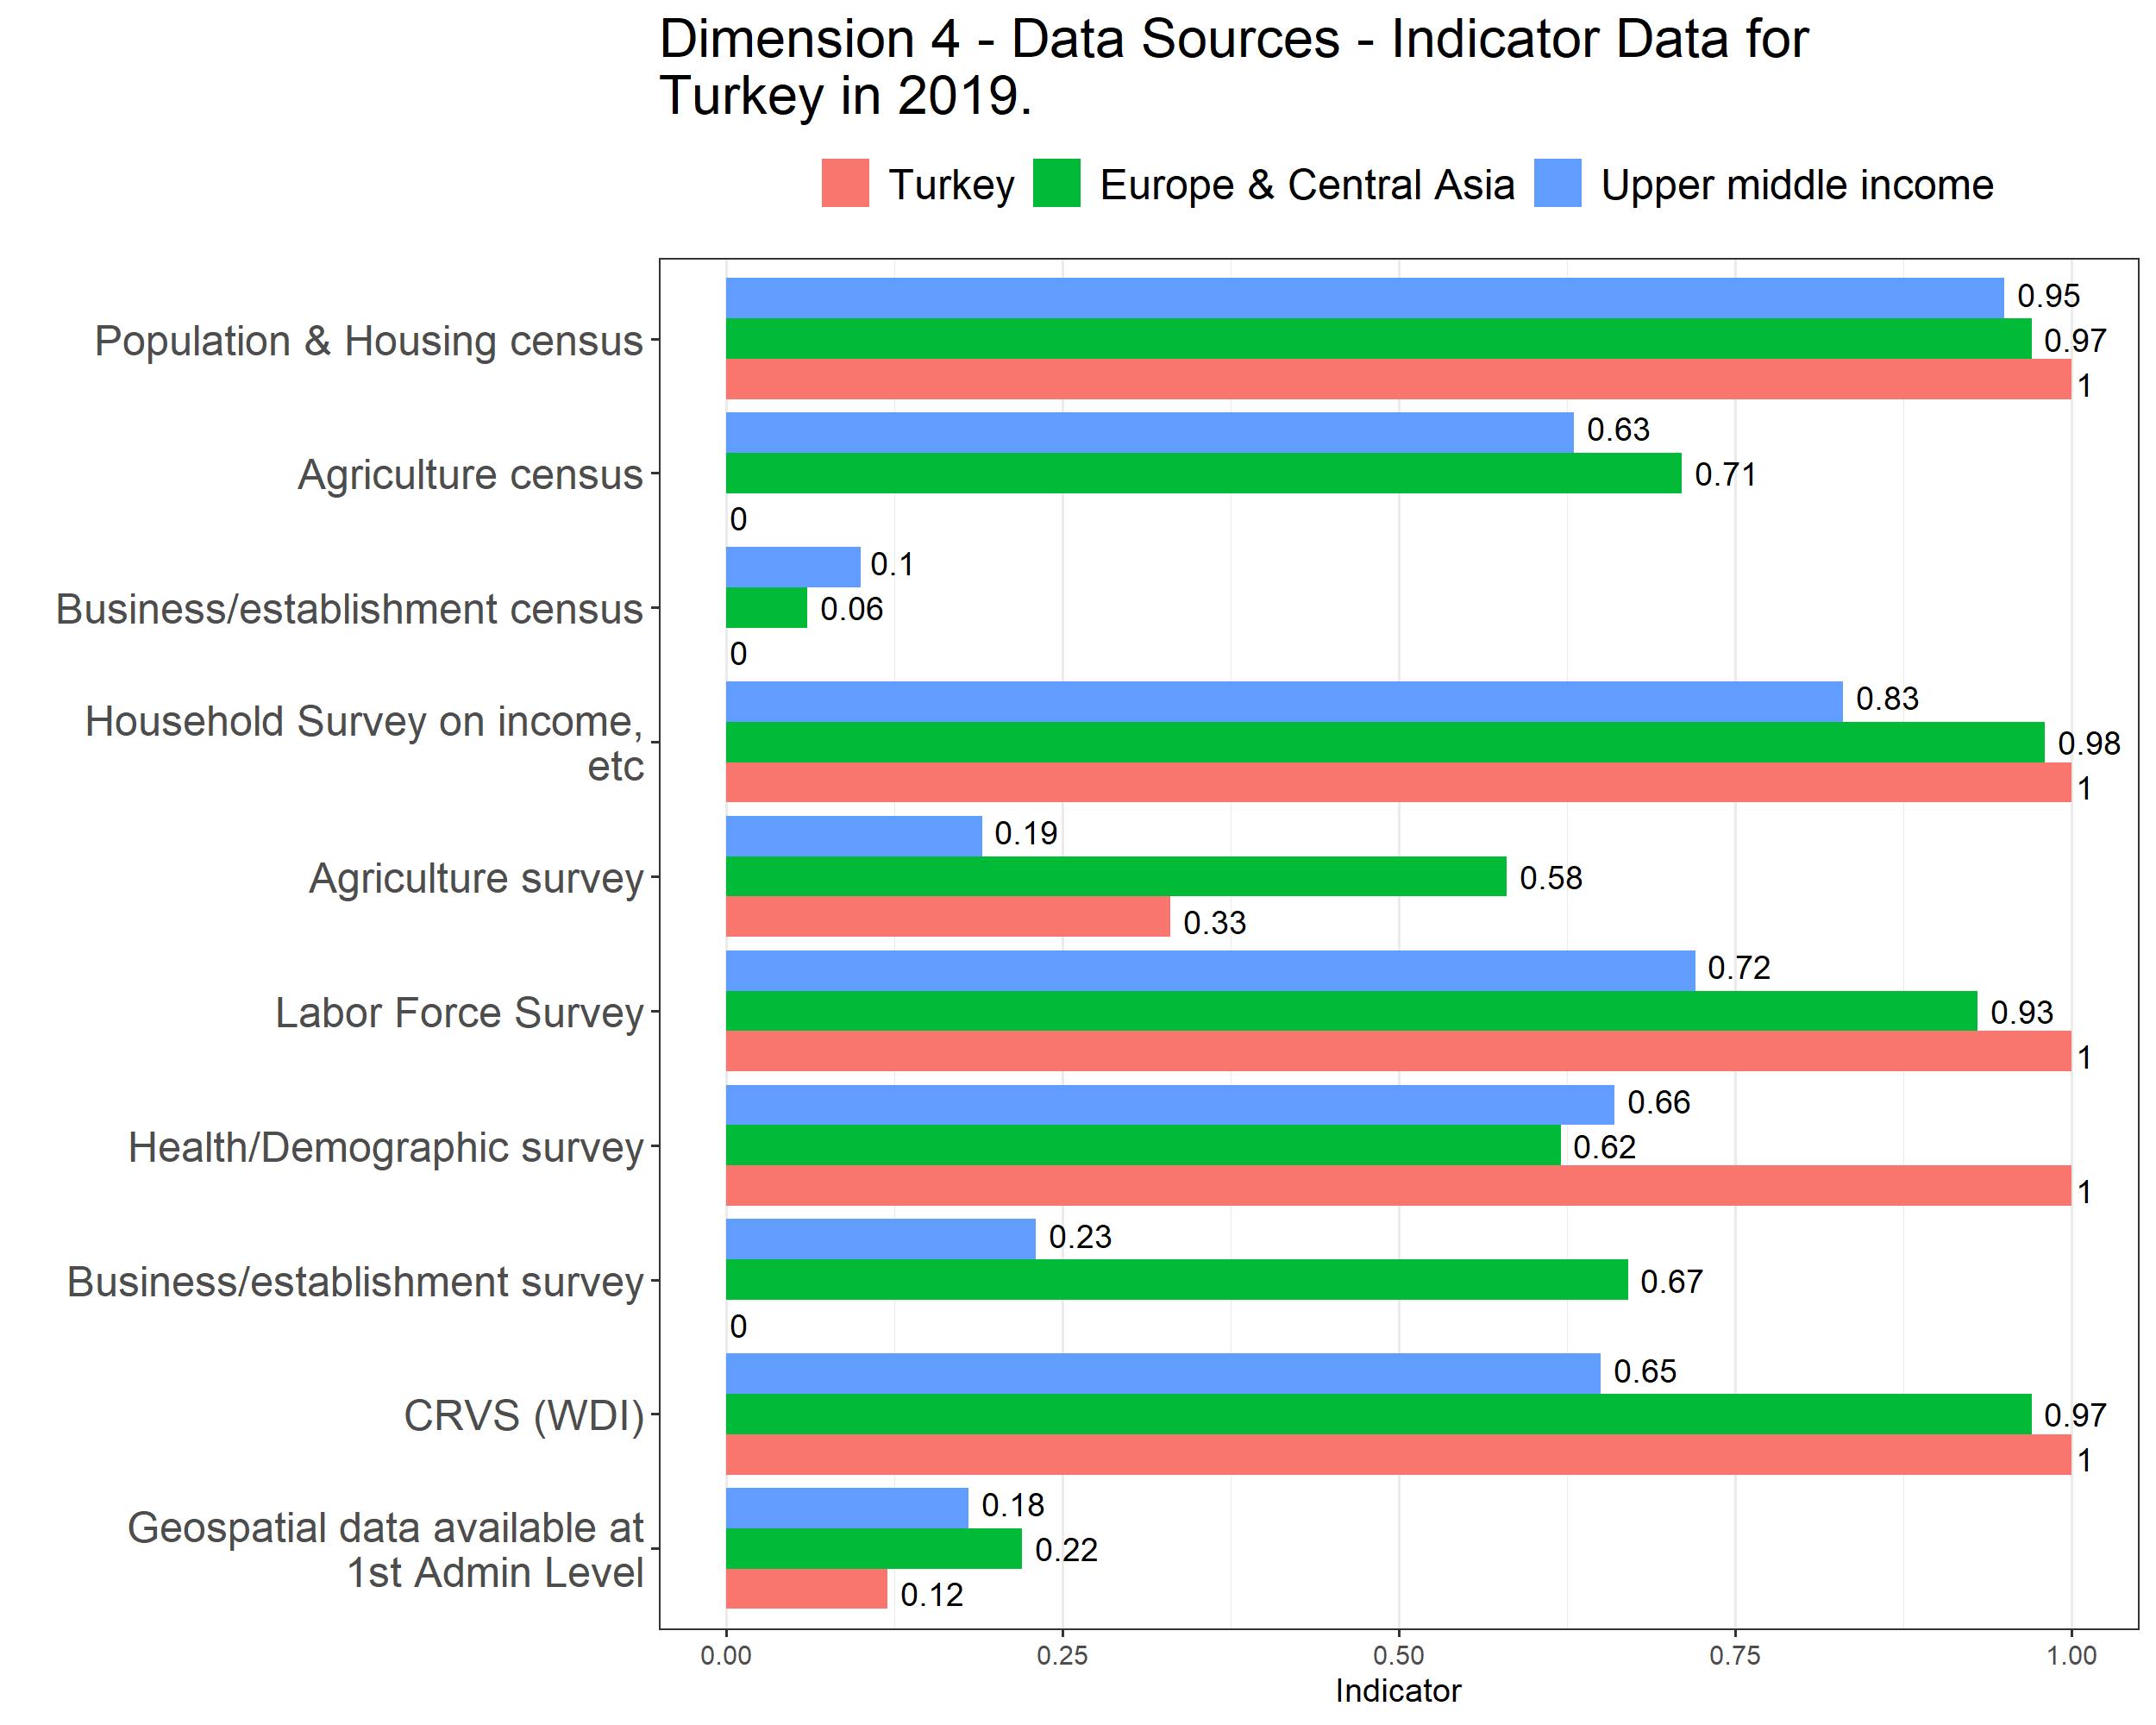 Dimension 4 - Data Sources - Indicator Data for
Turkey in 2019.
Turkey Europe & Central Asia Upper middle income
Population & Housing census
0.95
0.97
1
Agriculture census
0.63
0.71
0
Business/establishment census
0.1
0.06
0
Household Survey on income,
etc
0.83
0.98
1
Agriculture survey
0.19
0.58
0.33
Labor Force Survey
0.72
0.93
1
Health/Demographic survey
0.66
0.62
1
Business/establishment survey
0.23
0.67
0
CRVS (WDI)
0.65
0.97
1
Geospatial data available at
1st Admin Level
0.18
0.22
0.12
0.00 0.25 0.50 0.75 1.00
Indicator